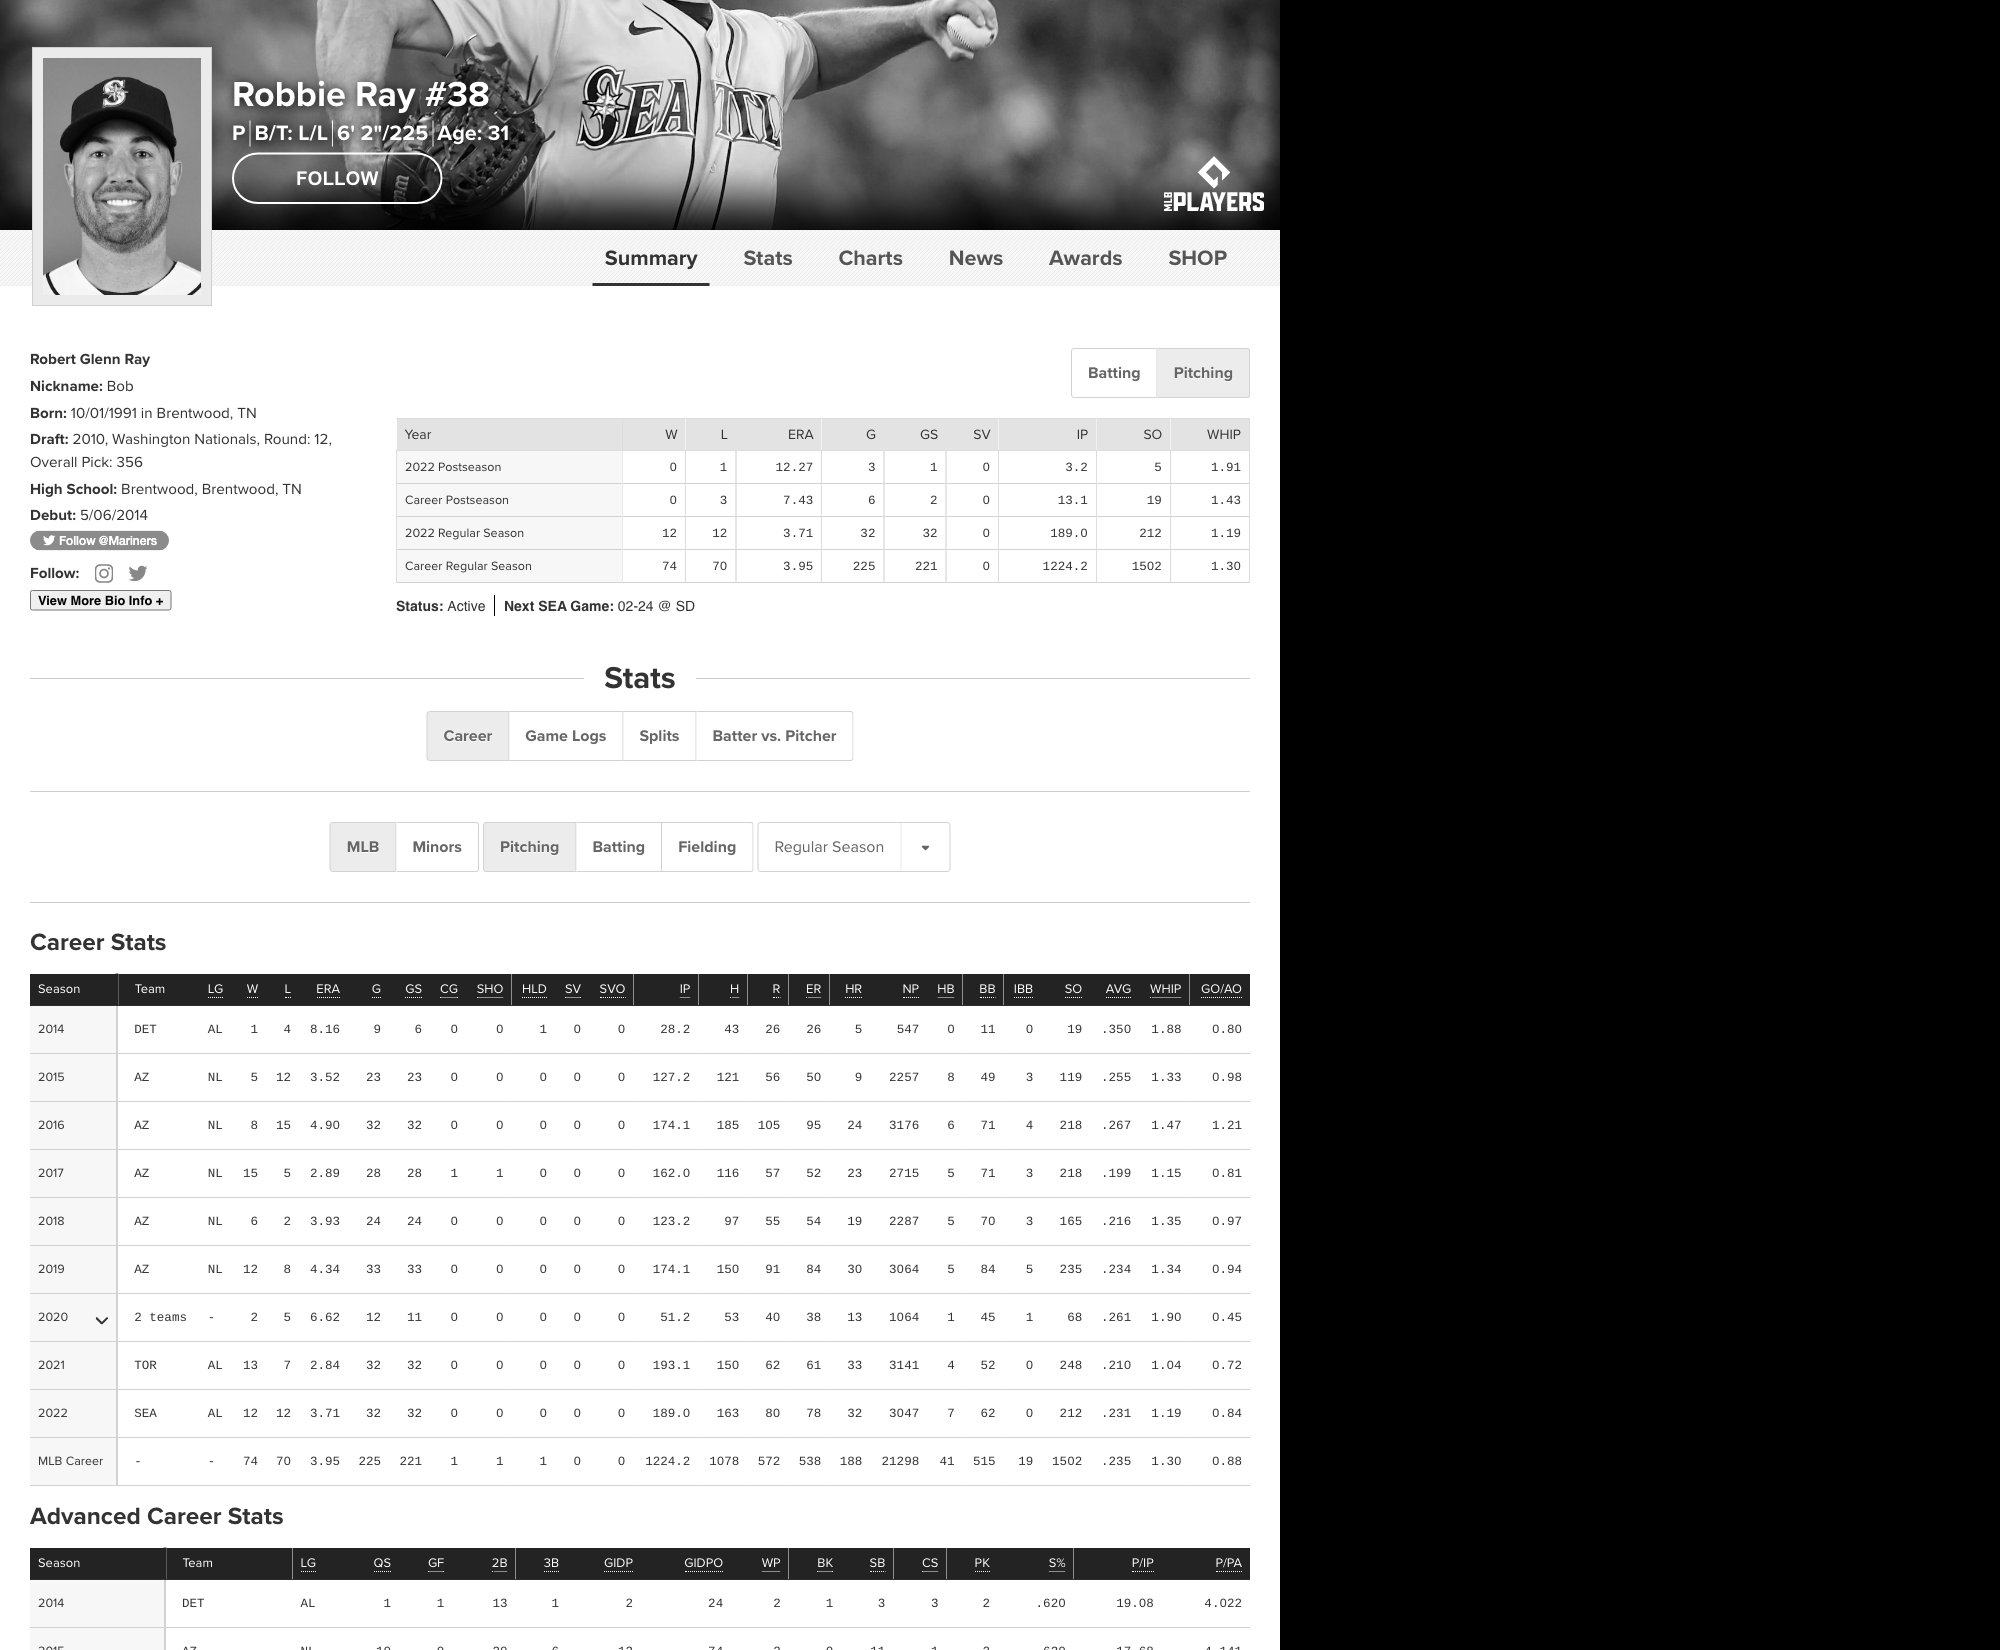 Robbie Ray #38
P B/T: L/L 6' 2"/225 Age: 31
FOLLOW
SEA
MLB PLAYERS
Summary Stats Charts News Awards SHOP
Robert Glenn Ray
Nickname: Bob
Born: 10/01/1991 in Brentwood, TN
Draft: 2010, Washington Nationals, Round: 12,
Overall Pick: 356
High School: Brentwood, Brentwood, TN
Debut: 5/06/2014
Follow @Mariners
Follow:
View More Bio Info +
Batting Pitching
Year W L ERA G GS SV IP SO WHIP
2022 Postseason 0 1 12.27 3 1 0 3.2 5 1.91
Career Postseason 0 3 7.43 6 2 0 13.1 19 1.43
2022 Regular Season 12 12 3.71 32 32 0 189.0 212 1.19
Career Regular Season 74 70 3.95 225 221 0 1224.2 1502 1.30
Status: Active Next SEA Game: 02-24 @ SD
Stats
Career Game Logs Splits Batter vs. Pitcher
MLB Minors Pitching Batting Fielding Regular Season
Career Stats
Season Team LG W L ERA G GS CG SHO HLD SV SVO IP H R ER HR NP HB BB IBB SO AVG WHIP GO/AO
2014 DET AL 1 4 8.16 9 6 0 0 1 0 0 28.2 43 26 26 5 547 0 11 0 19 .350 1.88 0.80
2015 AZ NL 5 12 3.52 23 23 0 0 0 0 0 127.2 121 56 50 9 2257 8 49 3 119 .255 1.33 0.98
2016 AZ NL 8 15 4.90 32 32 0 0 0 0 0 174.1 185 105 95 24 3176 6 71 4 218 .267 1.47 1.21
2017 AZ NL 15 5 2.89 28 28 1 1 0 0 0 162.0 116 57 52 23 2715 5 71 3 218 .199 1.15 0.81
2018 AZ NL 6 2 3.93 24 24 0 0 0 0 0 123.2 97 55 54 19 2287 5 70 3 165 .216 1.35 0.97
2019 AZ NL 12 8 4.34 33 33 0 0 0 0 0 174.1 150 91 84 30 3064 5 84 5 235 .234 1.34 0.94
2020 2 teams - 2 5 6.62 12 11 0 0 0 0 0 51.2 53 40 38 13 1064 1 45 1 68 .261 1.90 0.45
2021 TOR AL 13 7 2.84 32 32 0 0 0 0 0 193.1 150 62 61 33 3141 4 52 0 248 .210 1.04 0.72
2022 SEA AL 12 12 3.71 32 32 0 0 0 0 0 189.0 163 80 78 32 3047 7 62 0 212 .231 1.19 0.84
MLB Career - - 74 70 3.95 225 221 1 1 1 0 0 1224.2 1078 572 538 188 21298 41 515 19 1502 .235 1.30 0.88
Advanced Career Stats
Season Team LG QS GF 2B 3B GIDP GIDPO WP BK SB CS PK S% P/IP P/PA
2014 DET AL 1 1 13 1 2 24 2 1 3 3 2 .620 19.08 4.022